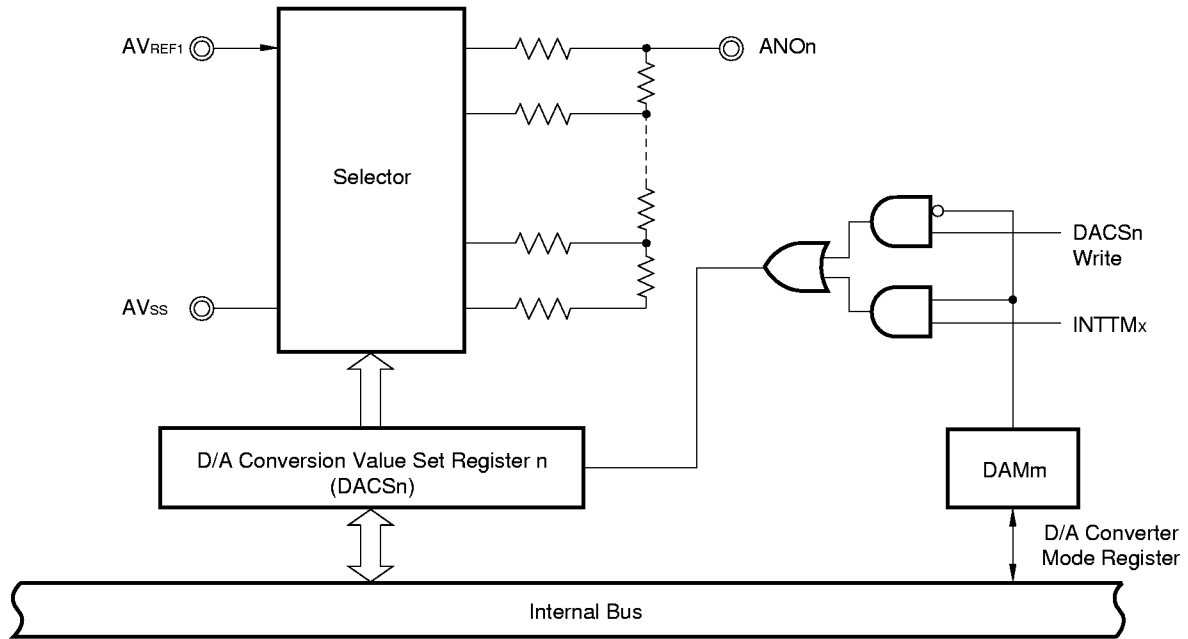 AVREF1
ANOn
Selector
DACSn
Write
AVSS
INTTMx
D/A Conversion Value Set Register n
(DACSn)
DAMm
D/A Converter
Mode Register
Internal Bus